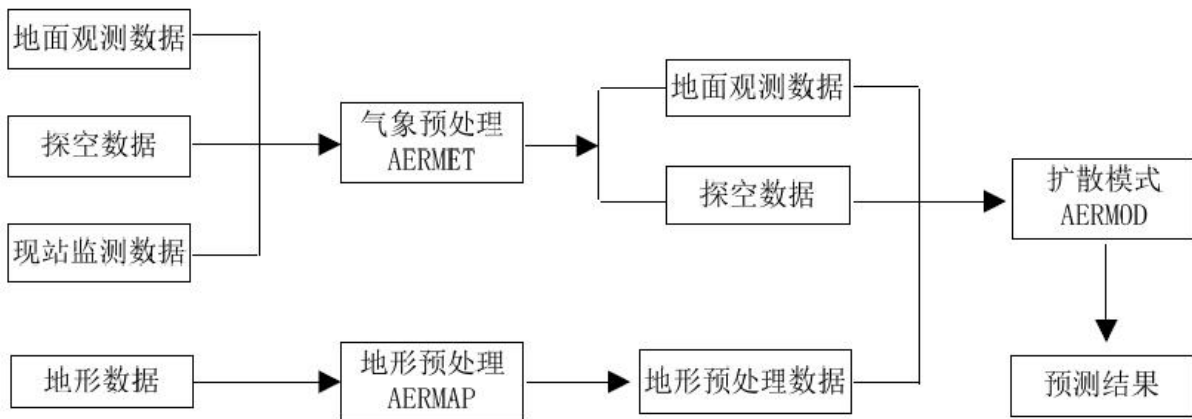 地面观测数据
探空数据
现站监测数据
地形数据
气象预处理
AERMET
地形预处理
AERMAP
地面观测数据
探空数据
地形预处理数据
扩散模式
AERMOD
预测结果